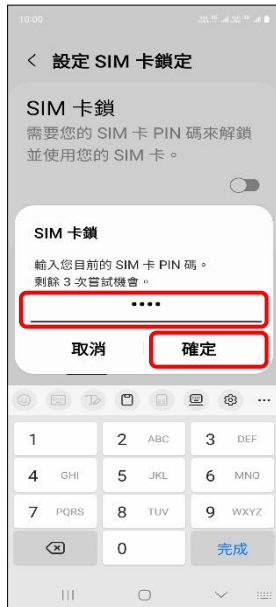 10:00
< 設定 SIM 卡鎖定
SIM 卡鎖
需要您的 SIM 卡 PIN 碼來解鎖
並使用您的 SIM 卡。
SIM 卡鎖
輸入您目前的 SIM 卡 PIN 碼。
剩餘 3 次嘗試機會。
••••
取消 確定
1 2 ABC 3 DEF
4 GHI 5 JKL 6 MNO
7 PQRS 8 TUV 9 WXYZ
0 完成